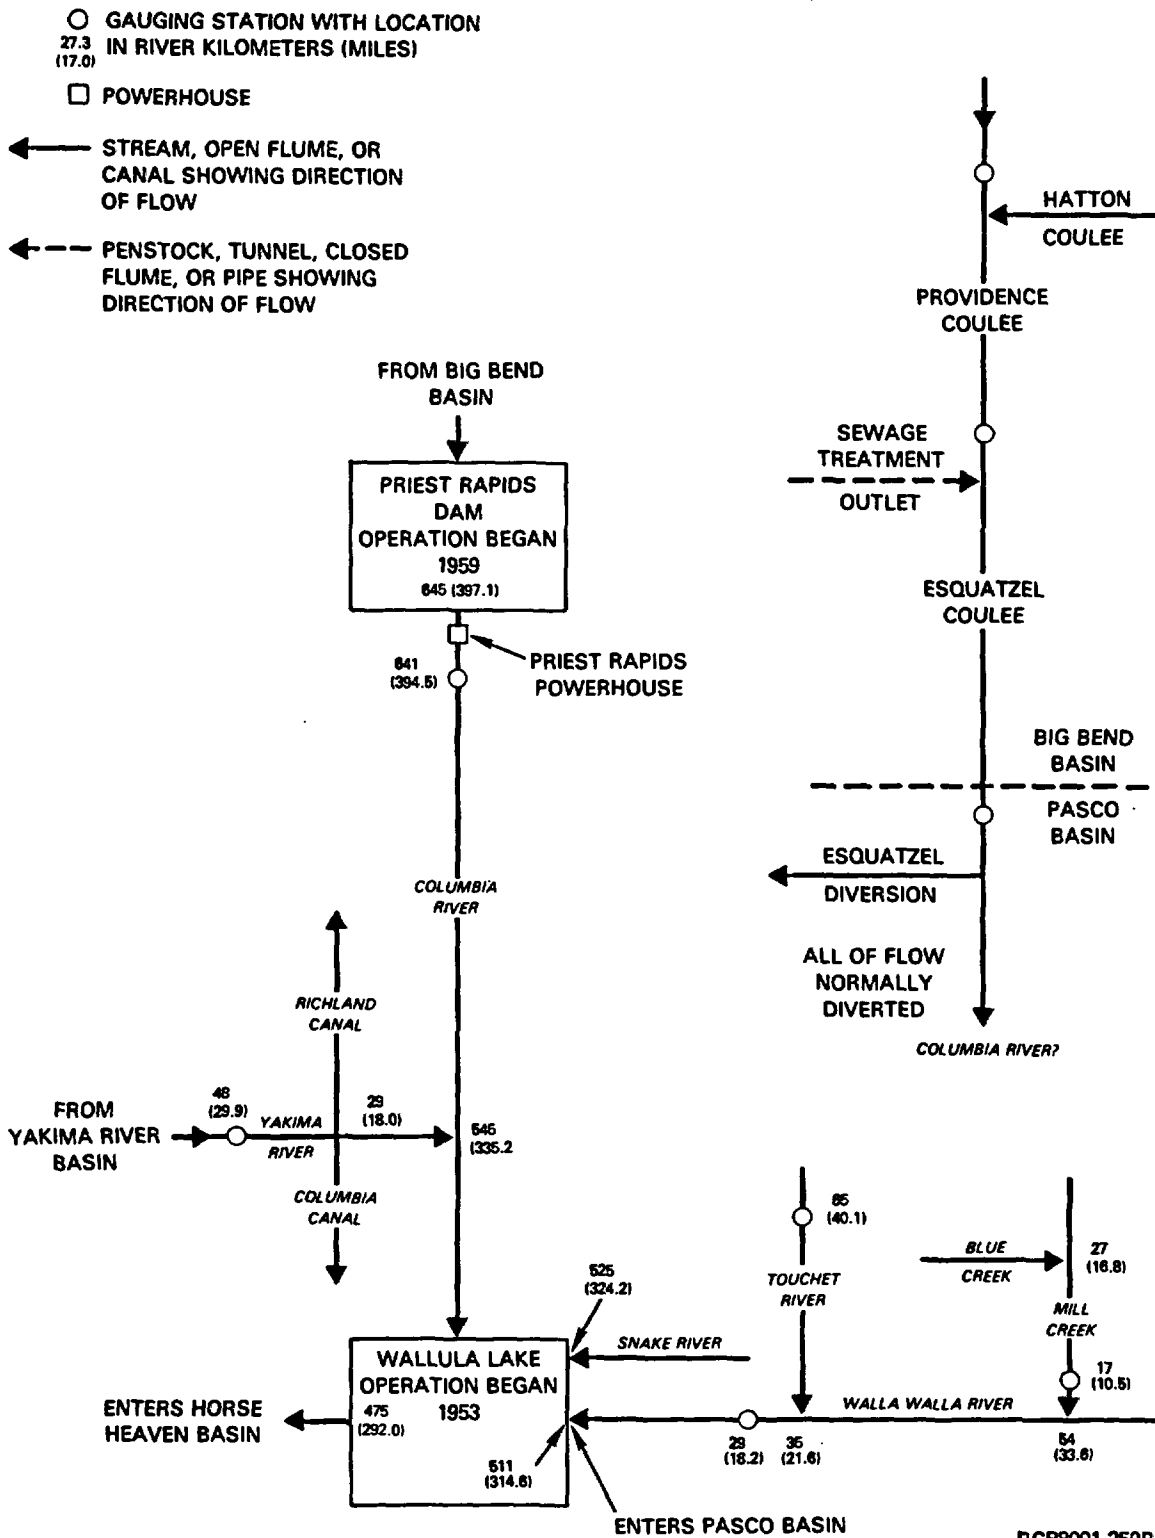 GAUGING STATION WITH LOCATION
27.3 IN RIVER KILOMETERS (MILES)
(17.0)
POWERHOUSE
STREAM, OPEN FLUME, OR
CANAL SHOWING DIRECTION
OF FLOW
PENSTOCK, TUNNEL, CLOSED
FLUME, OR PIPE SHOWING
DIRECTION OF FLOW
HATTON
COULEE
PROVIDENCE
COULEE
SEWAGE
TREATMENT
OUTLET
ESQUATZEL
COULEE
BIG BEND
BASIN
PASCO
BASIN
ESQUATZEL
DIVERSION
ALL OF FLOW
NORMALLY
DIVERTED
COLUMBIA RIVER?
FROM BIG BEND
BASIN
PRIEST RAPIDS
DAM
OPERATION BEGAN
1959
645 (397.1)
PRIEST RAPIDS
POWERHOUSE
641
(394.5)
COLUMBIA
RIVER
RICHLAND
CANAL
FROM
YAKIMA RIVER
BASIN
48
(29.9)
YAKIMA
RIVER
29
(18.0)
545
(335.2
COLUMBIA
CANAL
525
(324.2)
SNAKE RIVER
65
(40.1)
TOUCHET
RIVER
BLUE
CREEK
27
(16.8)
MILL
CREEK
17
(10.5)
WALLULA LAKE
OPERATION BEGAN
1953
475
(292.0)
ENTERS HORSE
HEAVEN BASIN
511
(314.6)
ENTERS PASCO BASIN
WALLA WALLA RIVER
29
(18.2)
35
(21.6)
54
(33.6)